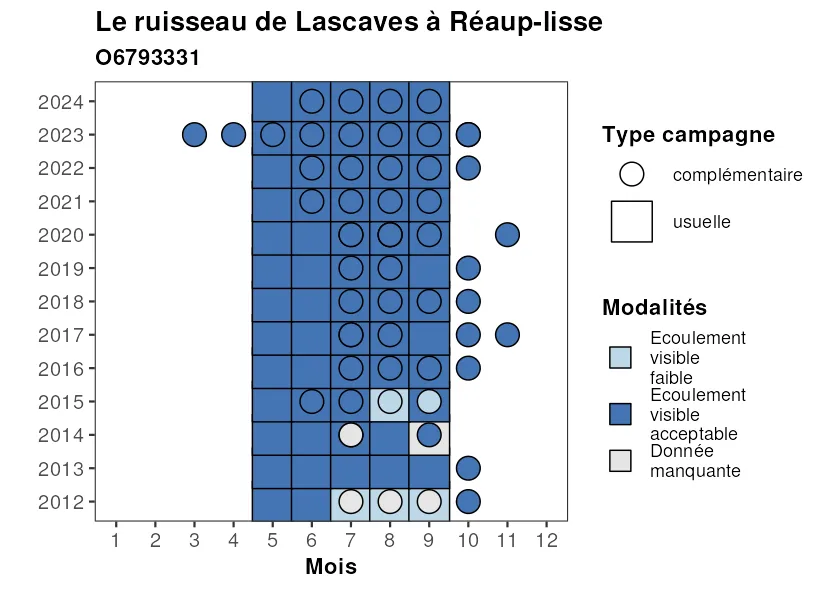 Le ruisseau de Lascaves à Réaup-lisse
O6793331
2024
2023
2022
2021
2020
2019
2018
2017
2016
2015
2014
2013
2012
1 2 3 4 5 6 7 8 9 10 11 12
Mois
Type campagne
complémentaire
usuelle
Modalités
Ecoulement
visible
faible
Ecoulement
visible
acceptable
Donnée
manquante